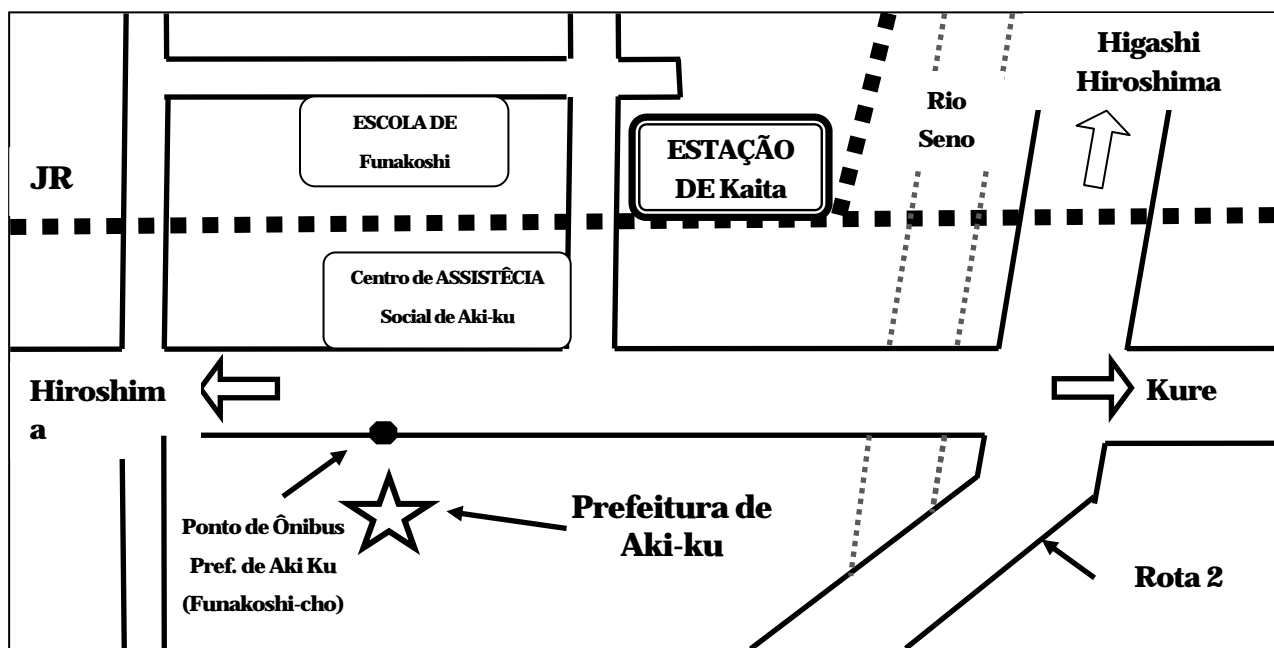 Higashi
Hiroshima
Rio
Seno
ESCOLA DE
Funakoshi
ESTAÇÃO
DE Kaita
JR
Centro de ASSISTÊCIA
Social de Aki-ku
Hiroshim
a
Kure
Prefeitura de
Aki-ku
Ponto de Ônibus
Pref. de Aki Ku
(Funakoshi-cho)
Rota 2